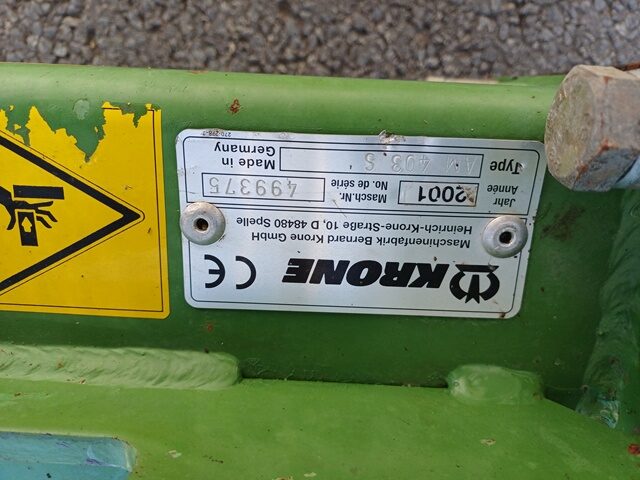 KRONE CE
Maschinenfabrik Bernard Krone GmbH
Heinrich-Krone-Straße 10, D 48480 Spelle
Jahr
Année 2001 Masch.Nr.
No. de série 499375
Type AM 403 S Made in
Germany